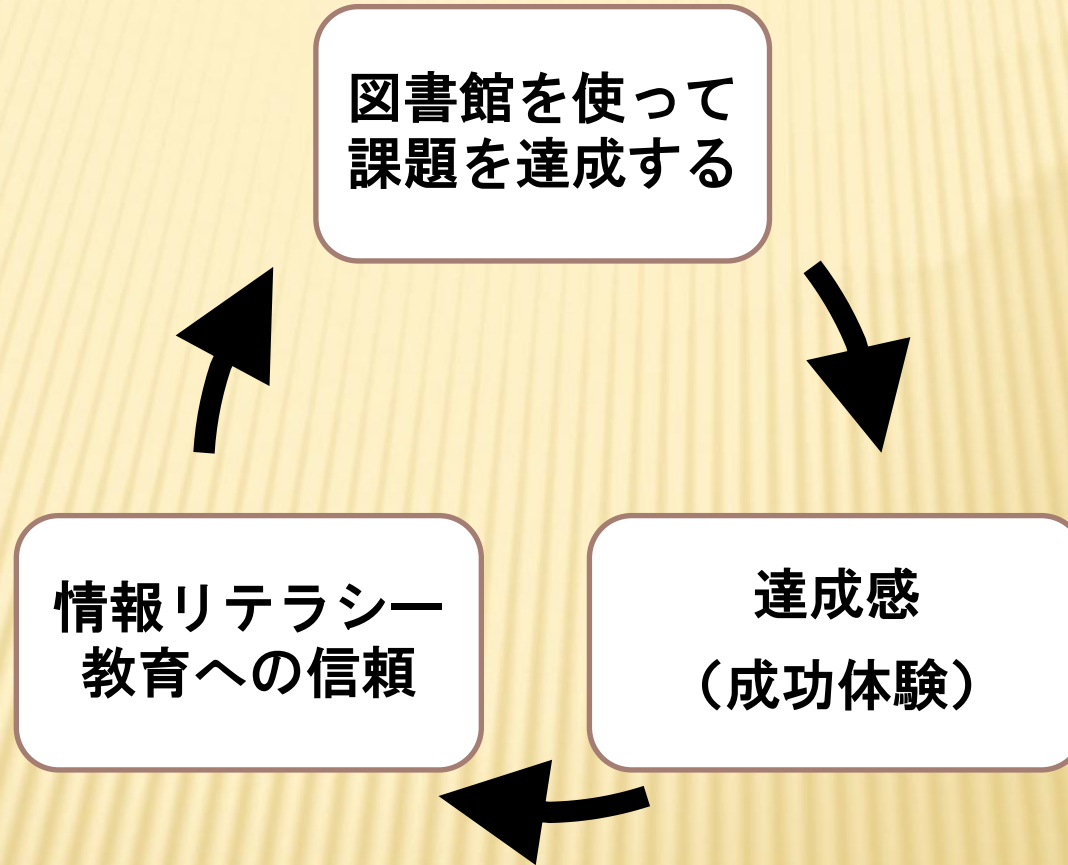 図書館を使って
課題を達成する
達成感
（成功体験）
情報リテラシー
教育への信頼